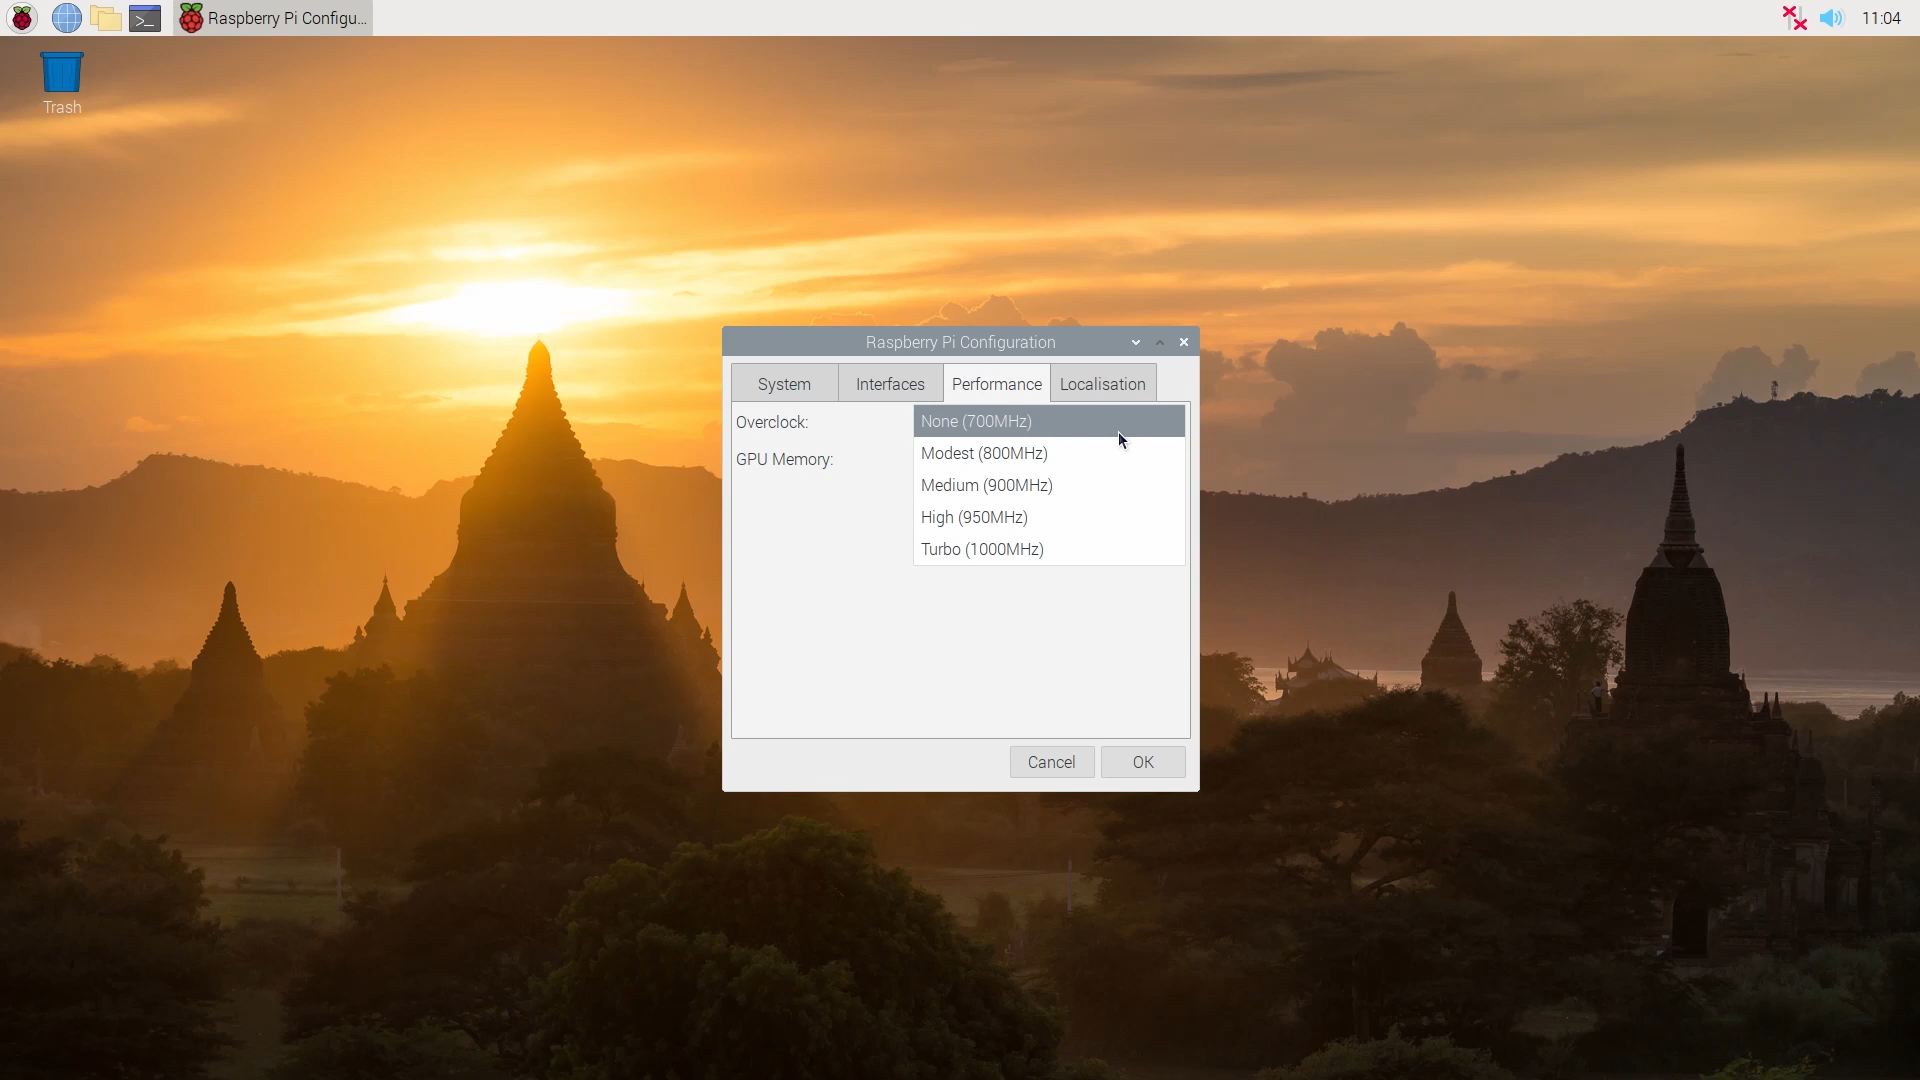 Raspberry Pi Configu... 11:04
Trash
Raspberry Pi Configuration
System Interfaces Performance Localisation
Overclock: None (700MHz)
Modest (800MHz)
GPU Memory:
Medium (900MHz)
High (950MHz)
Turbo (1000MHz)
Cancel OK